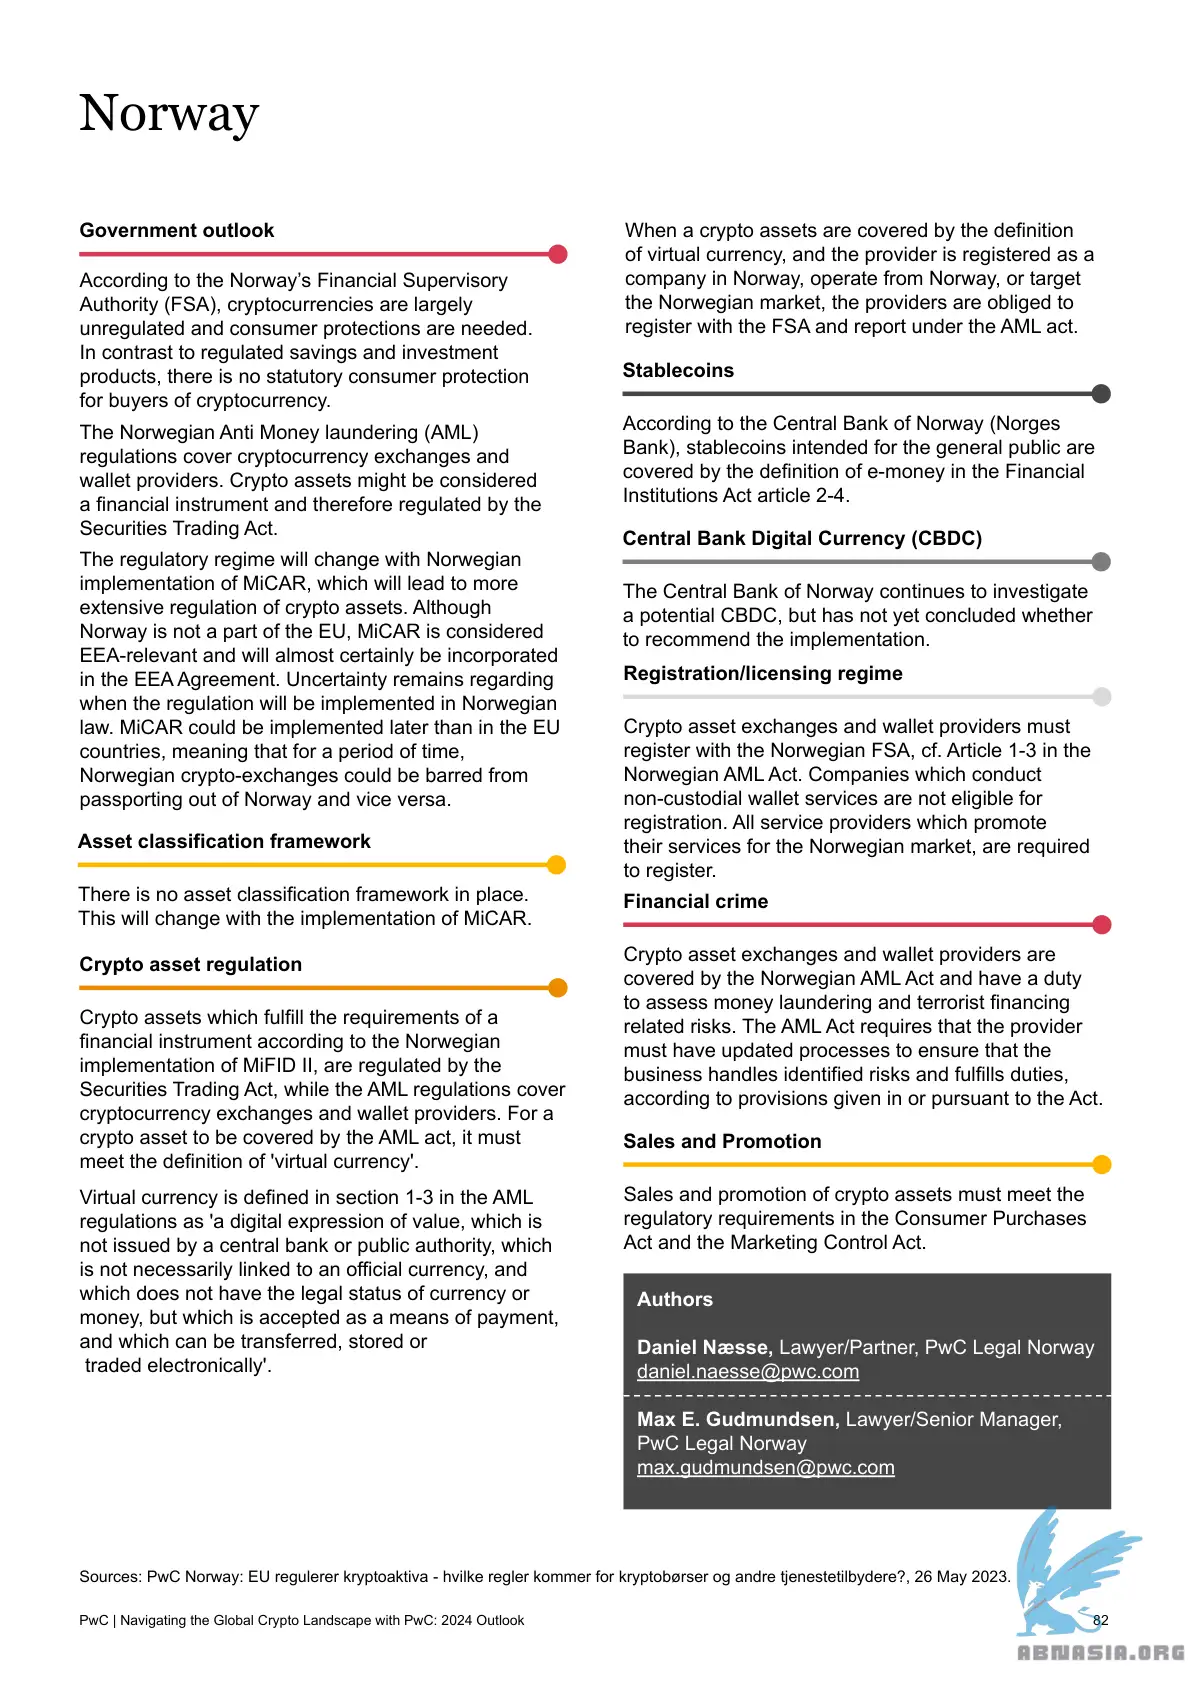 Norway
Government outlook
According to the Norway’s Financial Supervisory
Authority (FSA), cryptocurrencies are largely
unregulated and consumer protections are needed.
In contrast to regulated savings and investment
products, there is no statutory consumer protection
for buyers of cryptocurrency.
The Norwegian Anti Money laundering (AML)
regulations cover cryptocurrency exchanges and
wallet providers. Crypto assets might be considered
a financial instrument and therefore regulated by the
Securities Trading Act.
The regulatory regime will change with Norwegian
implementation of MiCAR, which will lead to more
extensive regulation of crypto assets. Although
Norway is not a part of the EU, MiCAR is considered
EEA-relevant and will almost certainly be incorporated
in the EEA Agreement. Uncertainty remains regarding
when the regulation will be implemented in Norwegian
law. MiCAR could be implemented later than in the EU
countries, meaning that for a period of time,
Norwegian crypto-exchanges could be barred from
passporting out of Norway and vice versa.
Asset classification framework
There is no asset classification framework in place.
This will change with the implementation of MiCAR.
Crypto asset regulation
Crypto assets which fulfill the requirements of a
financial instrument according to the Norwegian
implementation of MiFID II, are regulated by the
Securities Trading Act, while the AML regulations cover
cryptocurrency exchanges and wallet providers. For a
crypto asset to be covered by the AML act, it must
meet the definition of 'virtual currency'.
Virtual currency is defined in section 1-3 in the AML
regulations as 'a digital expression of value, which is
not issued by a central bank or public authority, which
is not necessarily linked to an official currency, and
which does not have the legal status of currency or
money, but which is accepted as a means of payment,
and which can be transferred, stored or
traded electronically'.
When a crypto assets are covered by the definition
of virtual currency, and the provider is registered as a
company in Norway, operate from Norway, or target
the Norwegian market, the providers are obliged to
register with the FSA and report under the AML act.
Stablecoins
According to the Central Bank of Norway (Norges
Bank), stablecoins intended for the general public are
covered by the definition of e-money in the Financial
Institutions Act article 2-4.
Central Bank Digital Currency (CBDC)
The Central Bank of Norway continues to investigate
a potential CBDC, but has not yet concluded whether
to recommend the implementation.
Registration/licensing regime
Crypto asset exchanges and wallet providers must
register with the Norwegian FSA, cf. Article 1-3 in the
Norwegian AML Act. Companies which conduct
non-custodial wallet services are not eligible for
registration. All service providers which promote
their services for the Norwegian market, are required
to register.
Financial crime
Crypto asset exchanges and wallet providers are
covered by the Norwegian AML Act and have a duty
to assess money laundering and terrorist financing
related risks. The AML Act requires that the provider
must have updated processes to ensure that the
business handles identified risks and fulfills duties,
according to provisions given in or pursuant to the Act.
Sales and Promotion
Sales and promotion of crypto assets must meet the
regulatory requirements in the Consumer Purchases
Act and the Marketing Control Act.
Authors
Daniel Næsse, Lawyer/Partner, PwC Legal Norway
daniel.naesse@pwc.com
Max E. Gudmundsen, Lawyer/Senior Manager,
PwC Legal Norway
max.gudmundsen@pwc.com
Sources: PwC Norway: EU regulerer kryptoaktiva - hvilke regler kommer for kryptobørser og andre tjenestetilbydere?, 26 May 2023.
PwC | Navigating the Global Crypto Landscape with PwC: 2024 Outlook
82
ABNASIA.ORG